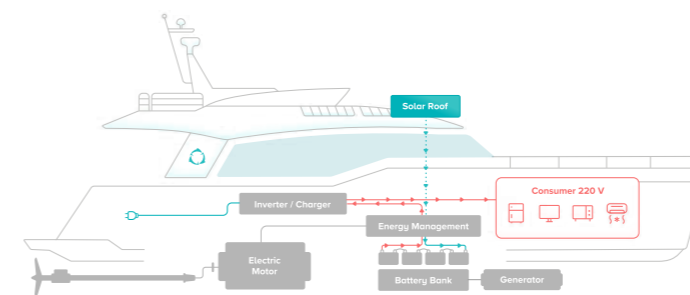 Solar Roof
Consumer 220 V
Inverter / Charger
Energy Management
Electric
Motor
Battery Bank
Generator